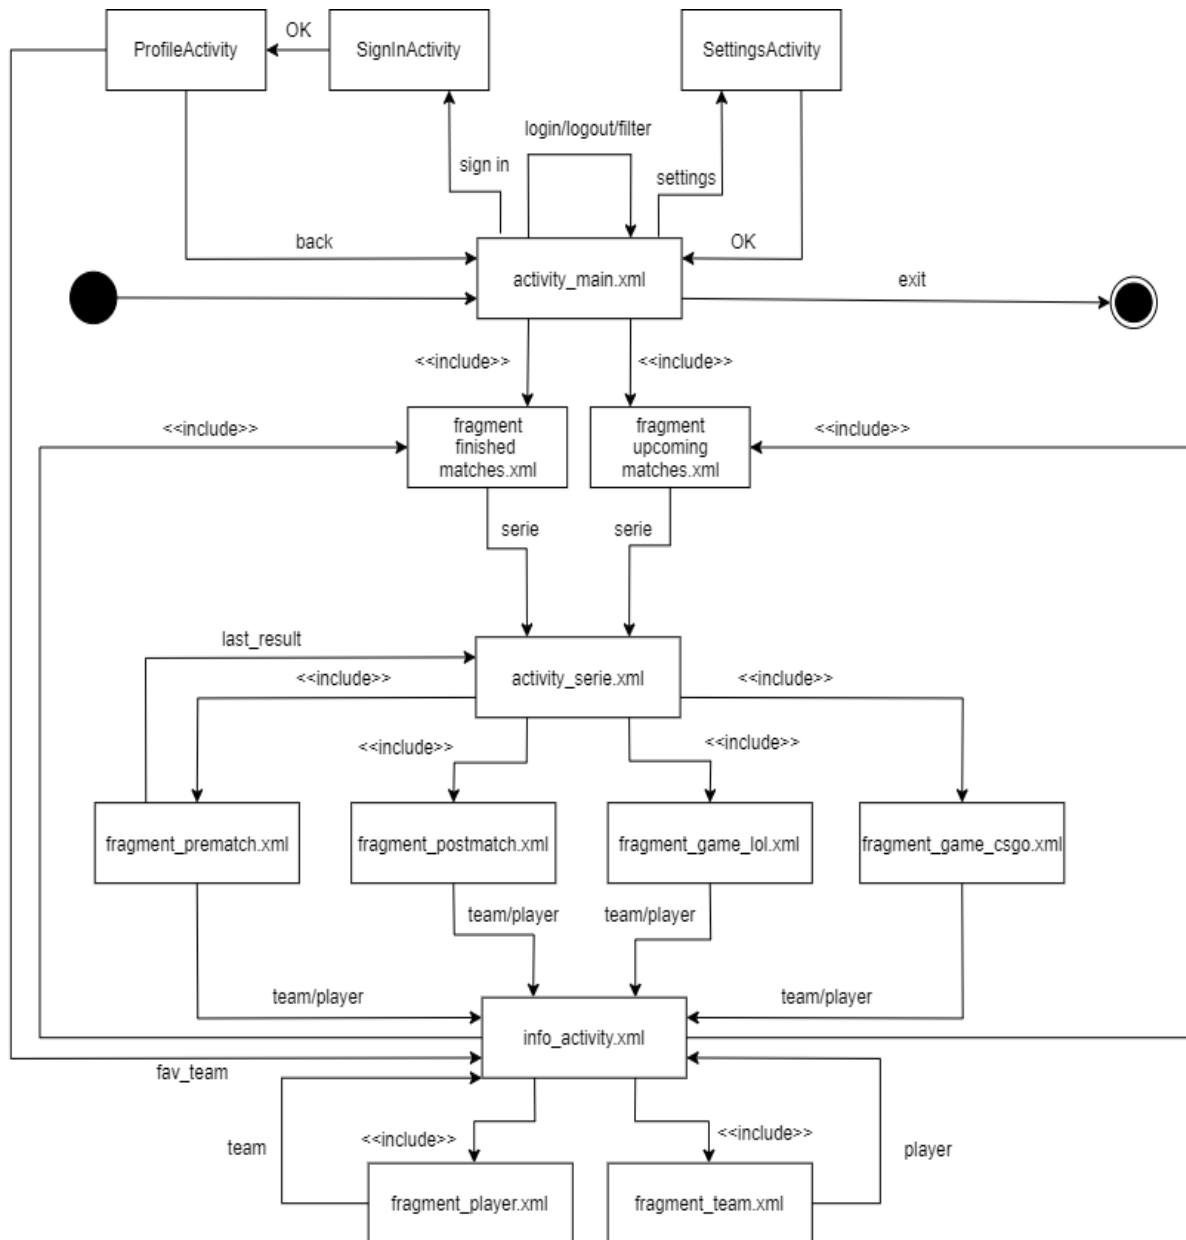 OK
ProfileActivity
SignInActivity
SettingsActivity
login/logout/filter
sign in
settings
back
OK
activity_main.xml
exit
<<include>>
<<include>>
<<include>>
fragment
finished
matches.xml
fragment
upcoming
matches.xml
<<include>>
serie
serie
last_result
<<include>>
activity_serie.xml
<<include>>
<<include>>
<<include>>
fragment_prematch.xml
fragment_postmatch.xml
fragment_game_lol.xml
fragment_game_csgo.xml
team/player
team/player
team/player
team/player
info_activity.xml
fav_team
team
<<include>>
<<include>>
player
fragment_player.xml
fragment_team.xml